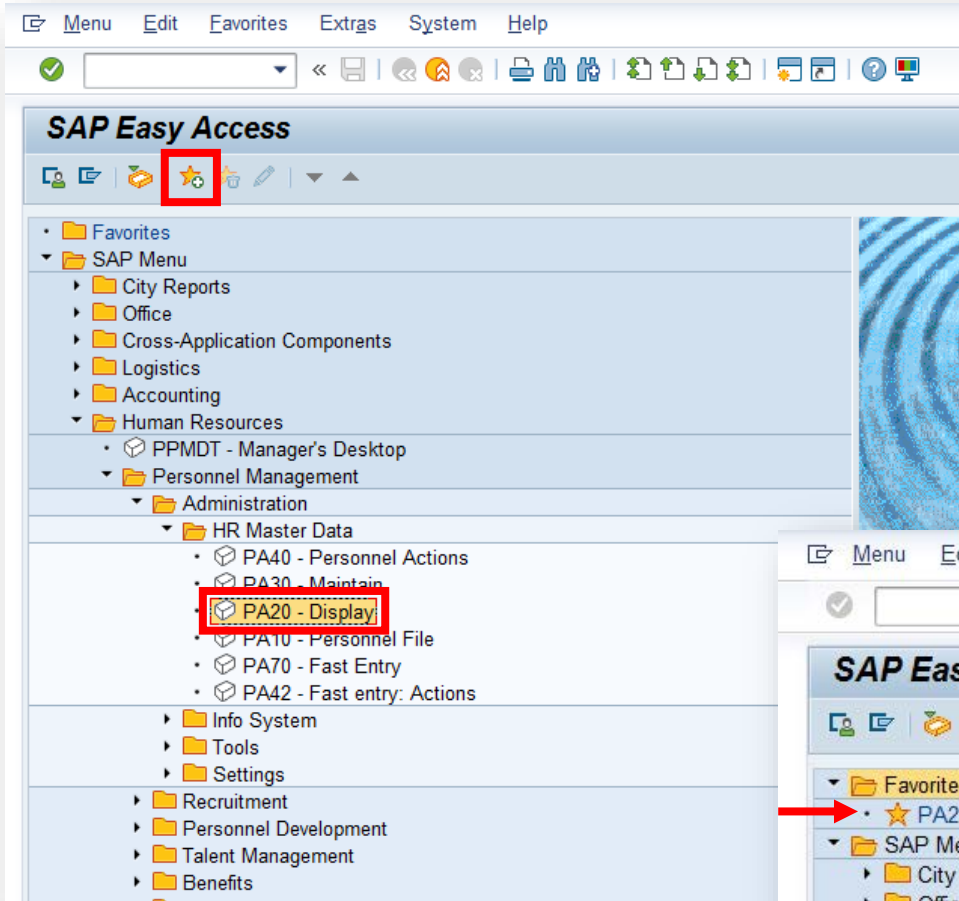 Menu Edit Favorites Extras System Help
SAP Easy Access
Favorites
SAP Menu
City Reports
Office
Cross-Application Components
Logistics
Accounting
Human Resources
PPMDT - Manager's Desktop
Personnel Management
Administration
HR Master Data
PA40 - Personnel Actions
PA30 - Maintain
PA20 - Display
PA10 - Personnel File
PA70 - Fast Entry
PA42 - Fast entry: Actions
Info System
Tools
Settings
Recruitment
Personnel Development
Talent Management
Benefits
Menu E
SAP Eas
Favorite
PA2
SAP Me
City